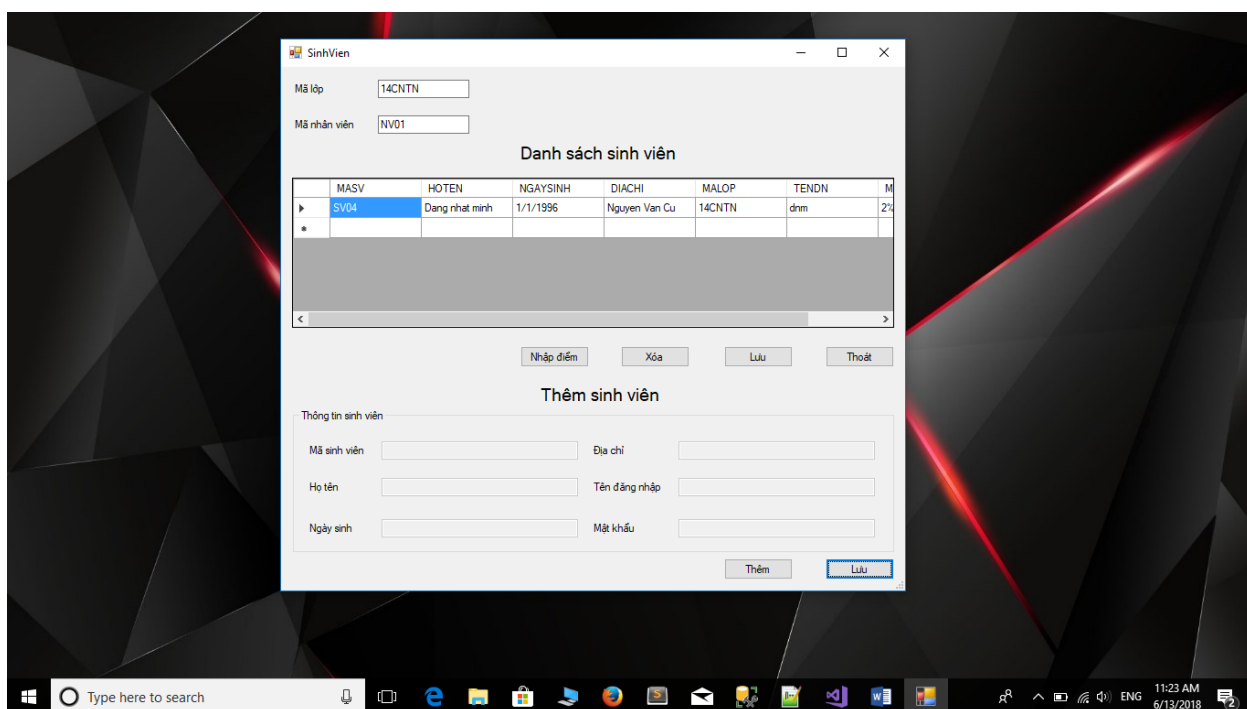 SinhVien
Mã lớp 14CNTN
Mã nhân viên NV01
Danh sách sinh viên
MASV HOTEN NGAYSINH DIACHI MALOP TENDN M
SV04 Dang nhat minh 1/1/1996 Nguyen Van Cu 14CNTN dnm 2%
Nhập điểm Xóa Lưu Thoát
Thêm sinh viên
Thông tin sinh viên
Mã sinh viên Địa chỉ
Họ tên Tên đăng nhập
Ngày sinh Mật khẩu
Thêm Lưu
Type here to search ENG 11:23 AM
6/13/2018